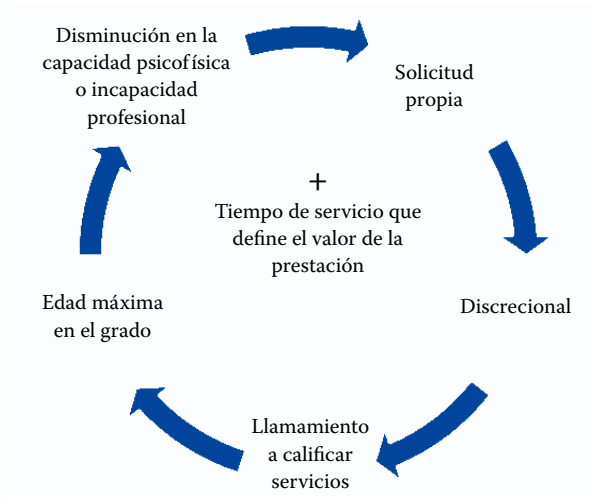 Disminución en la
capacidad psicofísica
o incapacidad
profesional
Solicitud
propia
+
Tiempo de servicio que
define el valor de la
prestación
Edad máxima
en el grado
Discrecional
Llamamiento
a calificar
servicios